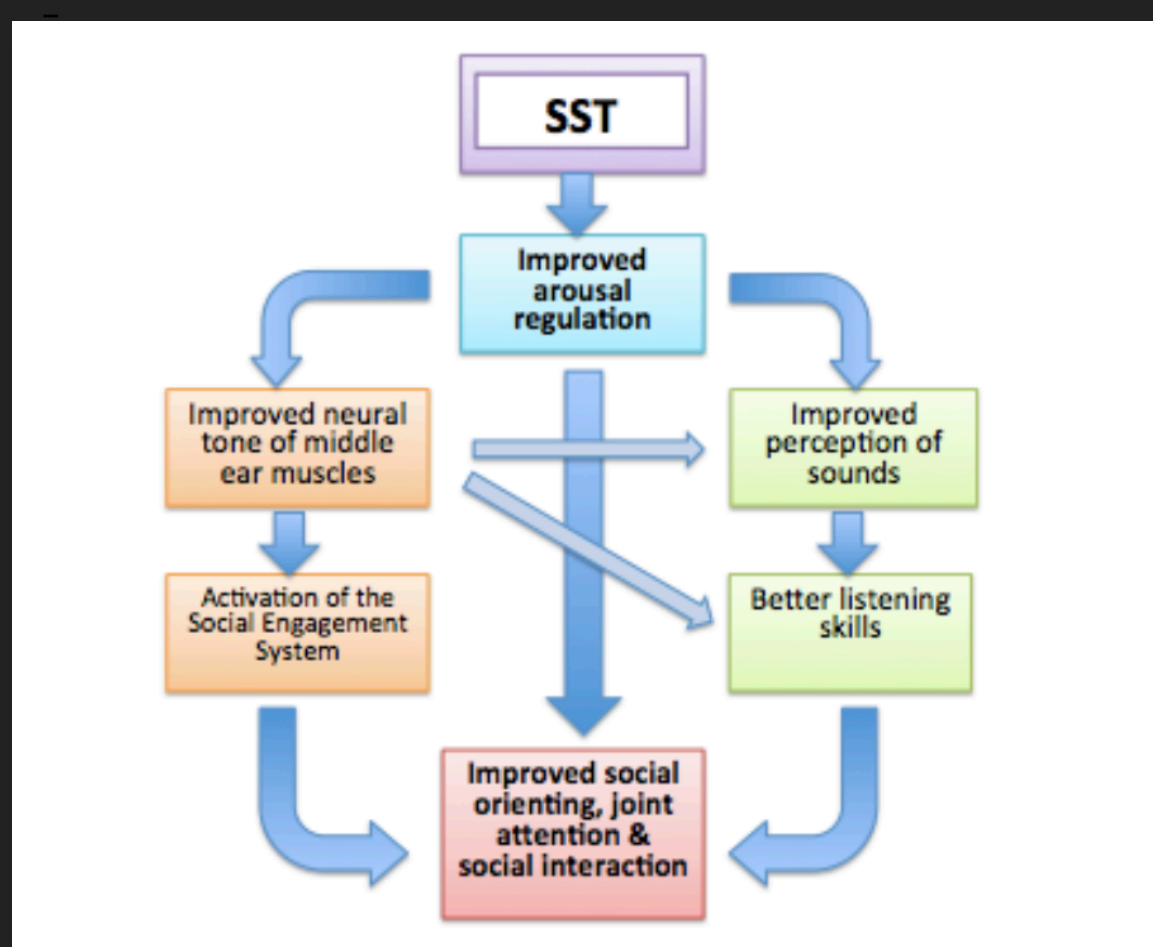 SST
Improved
arousal
regulation
Improved neural
tone of middle
ear muscles
Improved
perception of
sounds
Activation of the
Social Engagement
System
Better listening
skills
Improved social
orienting, joint
attention &
social interaction